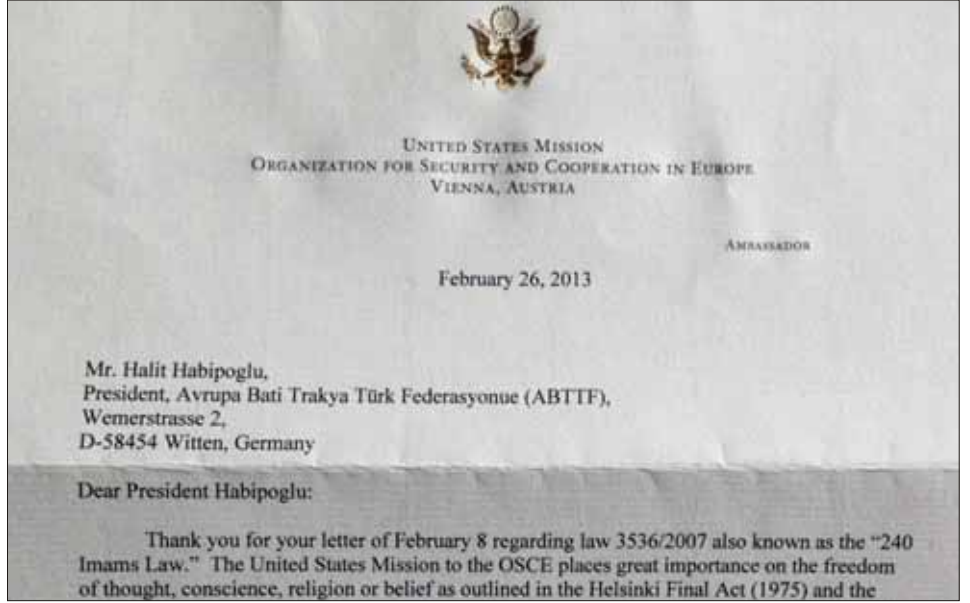 UNITED STATES MISSION
ORGANIZATION FOR SECURITY AND COOPERATION IN EUROPE
VIENNA, AUSTRIA
AMBASSADOR
February 26, 2013
Mr. Halit Habipoglu,
President, Avrupa Bati Trakya Türk Federasyonue (ABTTF),
Wemerstrasse 2,
D-58454 Witten, Germany
Dear President Habipoglu:
Thank you for your letter of February 8 regarding law 3536/2007 also known as the “240
Imams Law.” The United States Mission to the OSCE places great importance on the freedom
of thought, conscience, religion or belief as outlined in the Helsinki Final Act (1975) and the